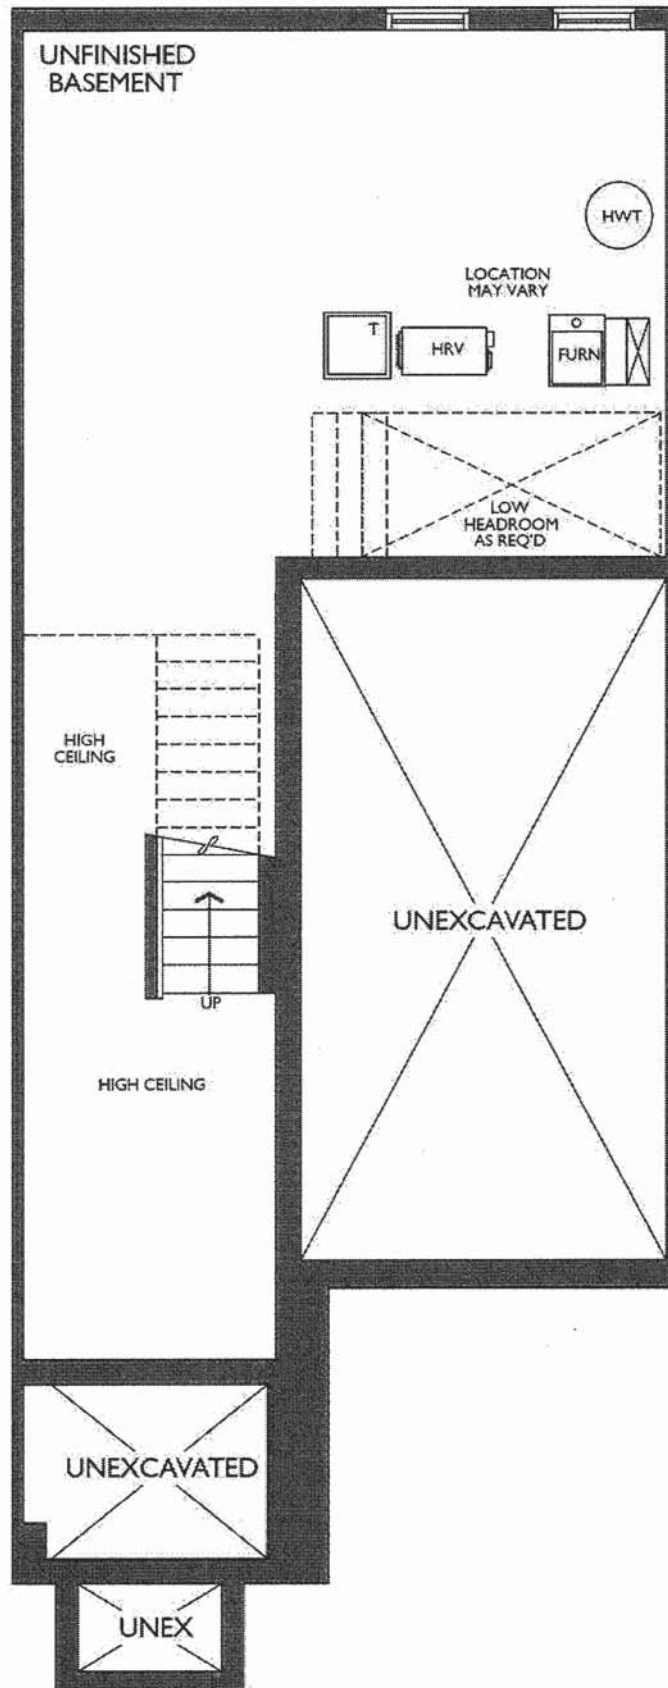 UNFINISHED
BASEMENT
HWT
LOCATION
MAY VARY
T
HRV
FURN
LOW
HEADROOM
AS REQ'D
HIGH
CEILING
UNEXCAVATED
UP
HIGH CEILING
UNEXCAVATED
UNEX